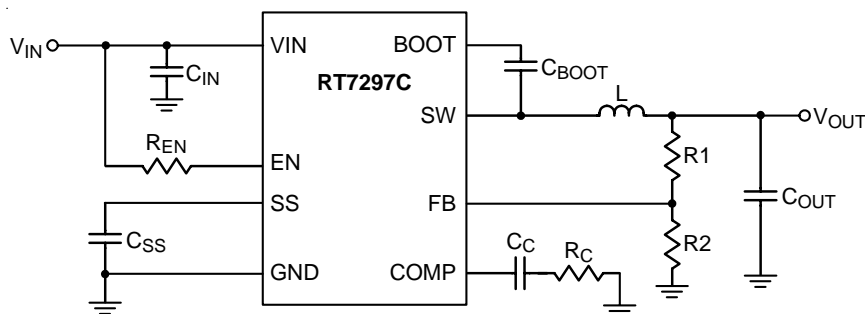 VIN
VIN
BOOT
CIN
CBOOT
RT7297C
L
SW
VOUT
REN
R1
EN
SS
FB
COUT
CSS
R2
CC
RC
GND
COMP